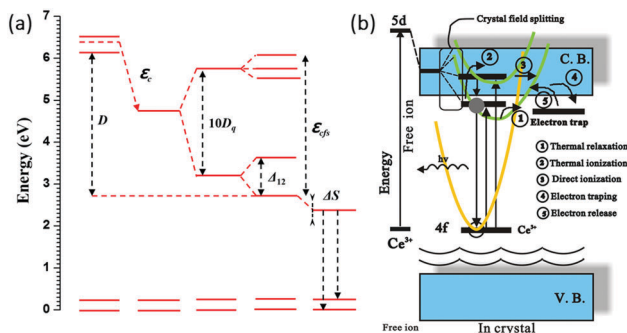 (a)
Energy (eV)
7
6
5
4
3
2
1
0
D
ε_c
10D_q
Δ_12
ε_cfs
ΔS
(b)
5d
Crystal field splitting
C. B.
2
3
4
5
1
Electron trap
Free ion
Energy
hν
① Thermal relaxation
② Thermal ionization
③ Direct ionization
④ Electron traping
⑤ Electron release
4f
Ce³⁺
Ce³⁺
V. B.
Free ion
In crystal